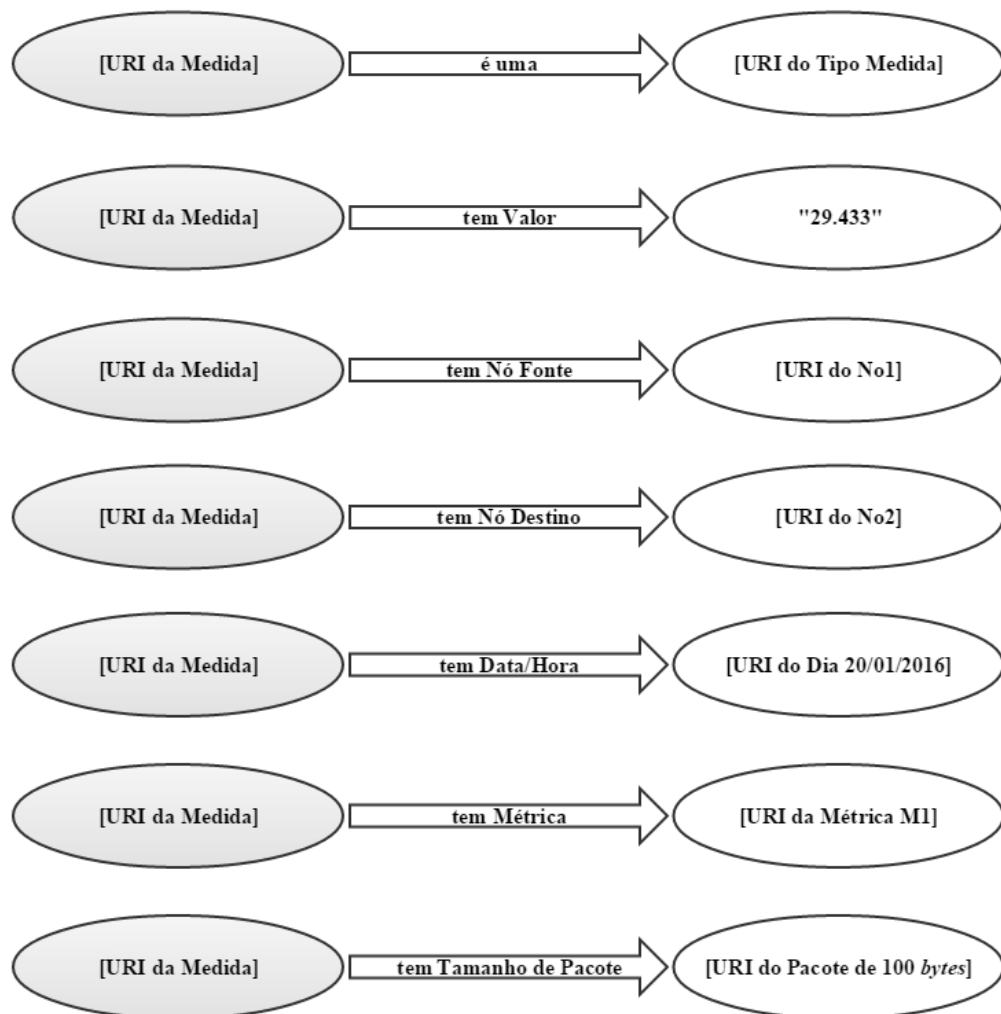 [URI da Medida] é uma [URI do Tipo Medida]
[URI da Medida] tem Valor "29.433"
[URI da Medida] tem Nó Fonte [URI do No1]
[URI da Medida] tem Nó Destino [URI do No2]
[URI da Medida] tem Data/Hora [URI do Dia 20/01/2016]
[URI da Medida] tem Métrica [URI da Métrica M1]
[URI da Medida] tem Tamanho de Pacote [URI do Pacote de 100 bytes]